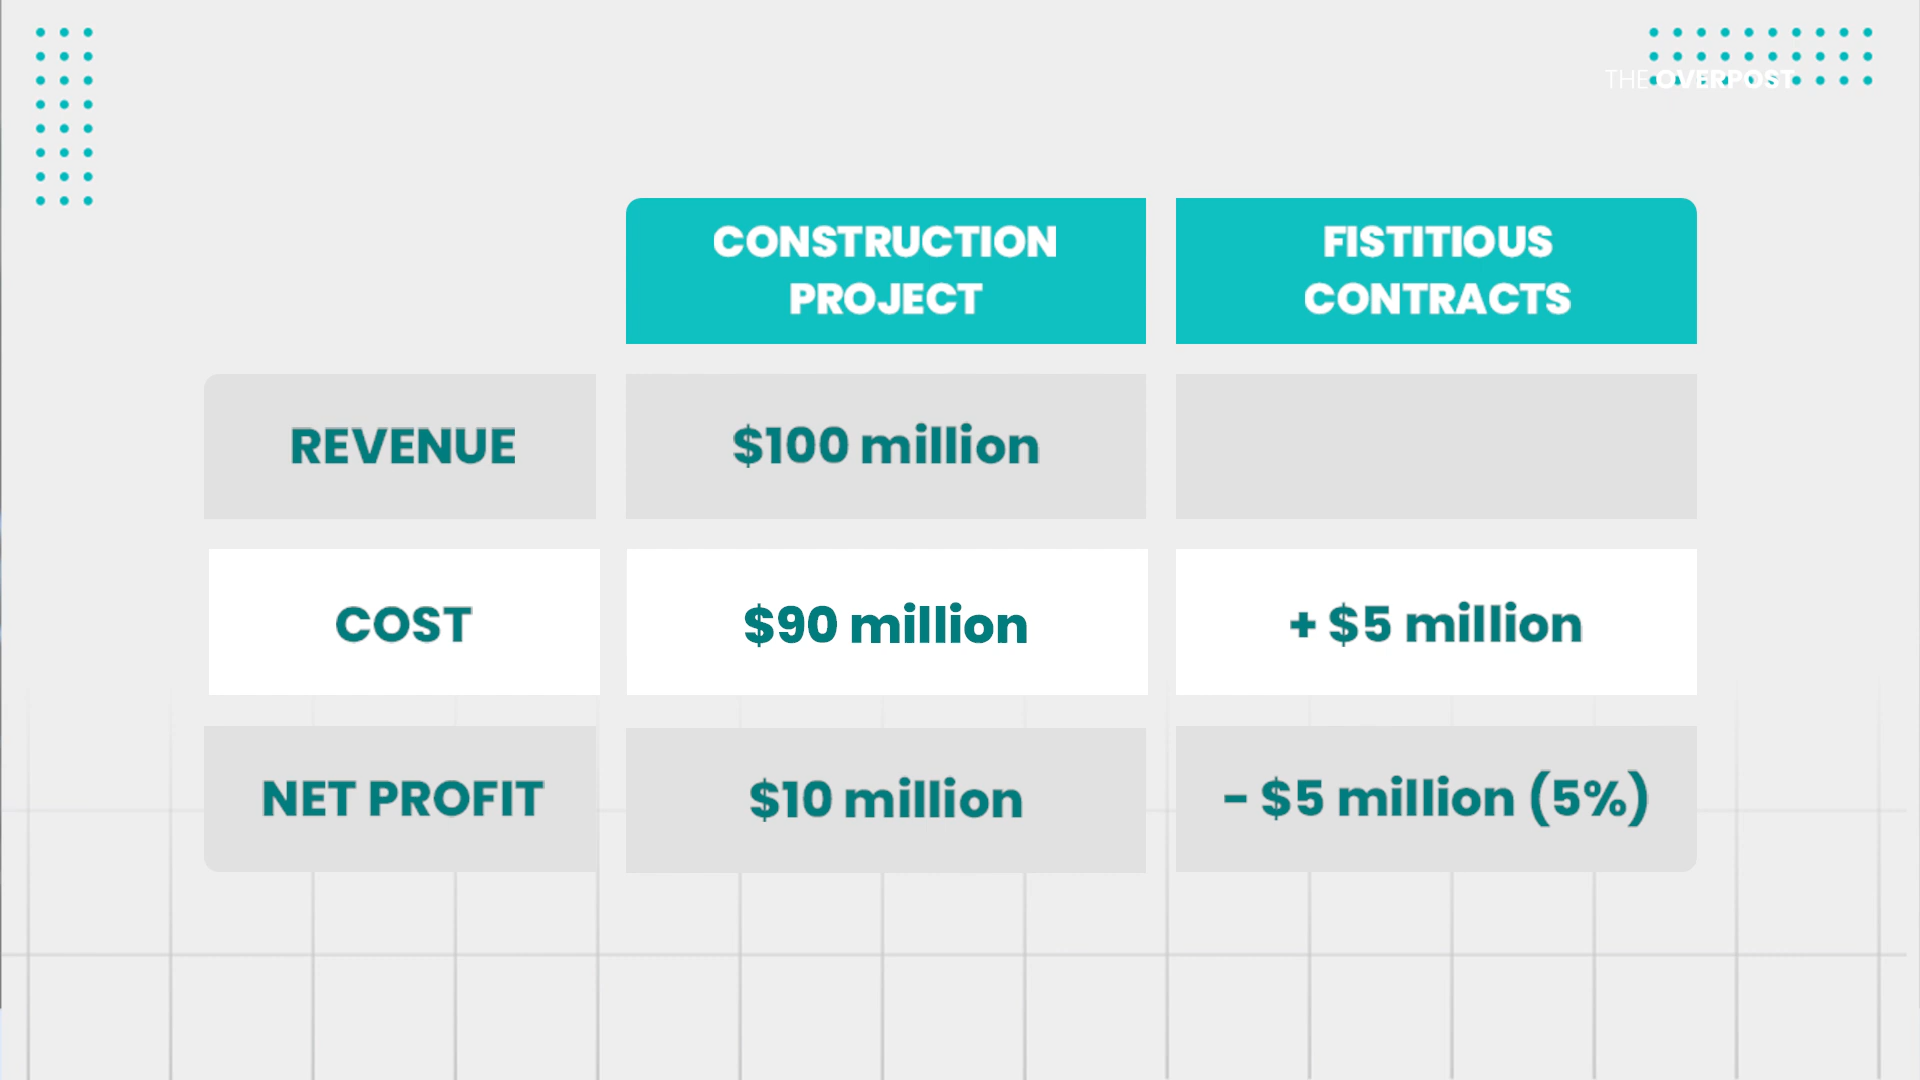 THE OVERPOST
CONSTRUCTION
PROJECT
FISTITIOUS
CONTRACTS
REVENUE
$100 million
COST
$90 million
+ $5 million
NET PROFIT
$10 million
- $5 million (5%)